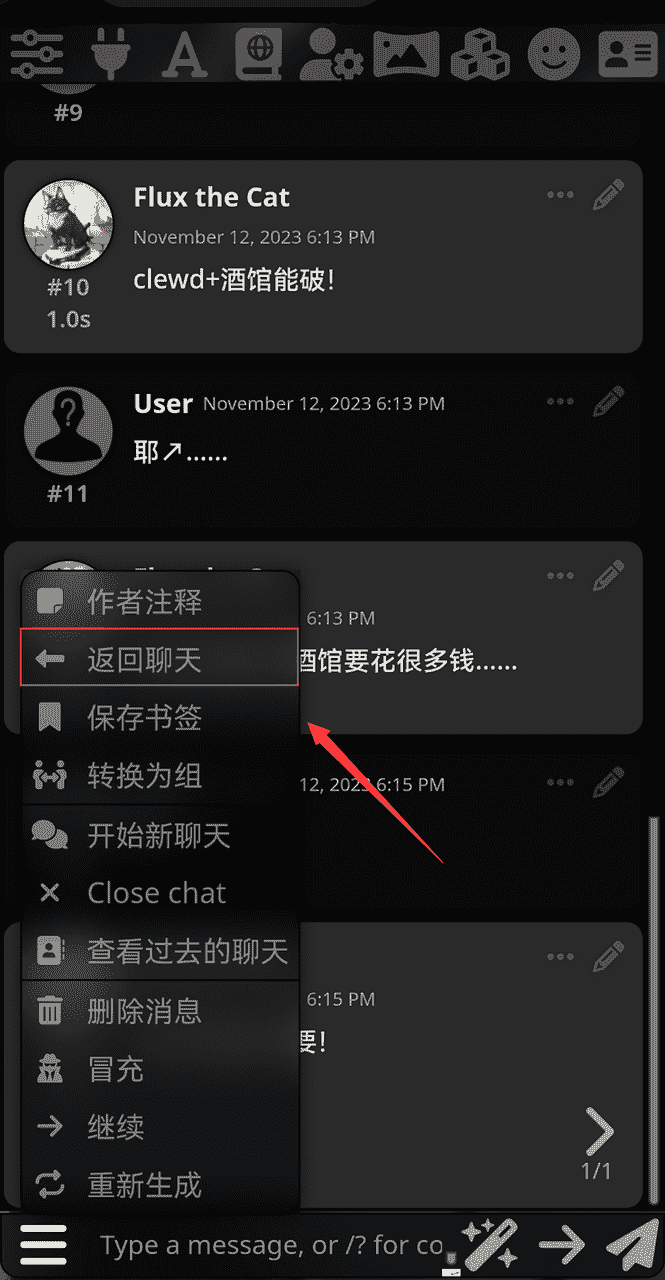 #9
Flux the Cat
November 12, 2023 6:13 PM
clewd+酒馆能破!
#10
1.0s
User November 12, 2023 6:13 PM
耶↗......
#11
6:13 PM
酒馆要花很多钱......
12, 2023 6:15 PM
6:15 PM
要!
1/1
作者注释
返回聊天
保存书签
转换为组
开始新聊天
Close chat
查看过去的聊天
删除消息
冒充
继续
重新生成
Type a message, or /? for co